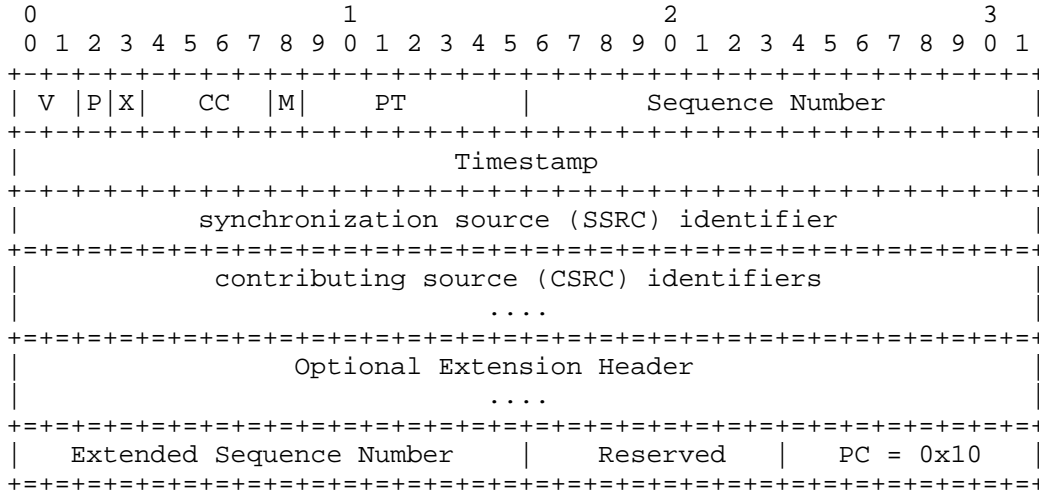 0                   1                   2                   3
 0 1 2 3 4 5 6 7 8 9 0 1 2 3 4 5 6 7 8 9 0 1 2 3 4 5 6 7 8 9 0 1
+-+-+-+-+-+-+-+-+-+-+-+-+-+-+-+-+-+-+-+-+-+-+-+-+-+-+-+-+-+-+-+-+
| V |P|X|   CC  |M|    PT       |       Sequence Number         |
+-+-+-+-+-+-+-+-+-+-+-+-+-+-+-+-+-+-+-+-+-+-+-+-+-+-+-+-+-+-+-+-+
|                           Timestamp                           |
+-+-+-+-+-+-+-+-+-+-+-+-+-+-+-+-+-+-+-+-+-+-+-+-+-+-+-+-+-+-+-+-+
|           synchronization source (SSRC) identifier            |
+=+=+=+=+=+=+=+=+=+=+=+=+=+=+=+=+=+=+=+=+=+=+=+=+=+=+=+=+=+=+=+=+
|            contributing source (CSRC) identifiers             |
|                             ....                              |
+=+=+=+=+=+=+=+=+=+=+=+=+=+=+=+=+=+=+=+=+=+=+=+=+=+=+=+=+=+=+=+=+
|                 Optional Extension Header                     |
|                             ....                              |
+=+=+=+=+=+=+=+=+=+=+=+=+=+=+=+=+=+=+=+=+=+=+=+=+=+=+=+=+=+=+=+=+
|   Extended Sequence Number    |    Reserved   |   PC = 0x10   |
+=+=+=+=+=+=+=+=+=+=+=+=+=+=+=+=+=+=+=+=+=+=+=+=+=+=+=+=+=+=+=+=+